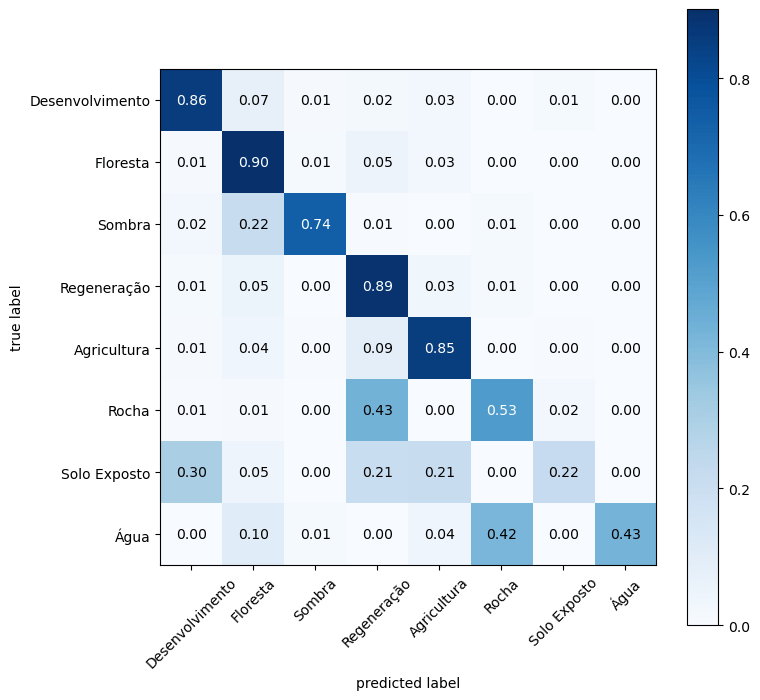 Desenvolvimento 0.86 0.07 0.01 0.02 0.03 0.00 0.01 0.00
Floresta 0.01 0.90 0.01 0.05 0.03 0.00 0.00 0.00
Sombra 0.02 0.22 0.74 0.01 0.00 0.01 0.00 0.00
Regeneração 0.01 0.05 0.00 0.89 0.03 0.01 0.00 0.00
Agricultura 0.01 0.04 0.00 0.09 0.85 0.00 0.00 0.00
Rocha 0.01 0.01 0.00 0.43 0.00 0.53 0.02 0.00
Solo Exposto 0.30 0.05 0.00 0.21 0.21 0.00 0.22 0.00
Água 0.00 0.10 0.01 0.00 0.04 0.42 0.00 0.43
true label
Desenvolvimento
Floresta
Sombra
Regeneração
Agricultura
Rocha
Solo Exposto
Água
predicted label
0.8
0.6
0.4
0.2
0.0